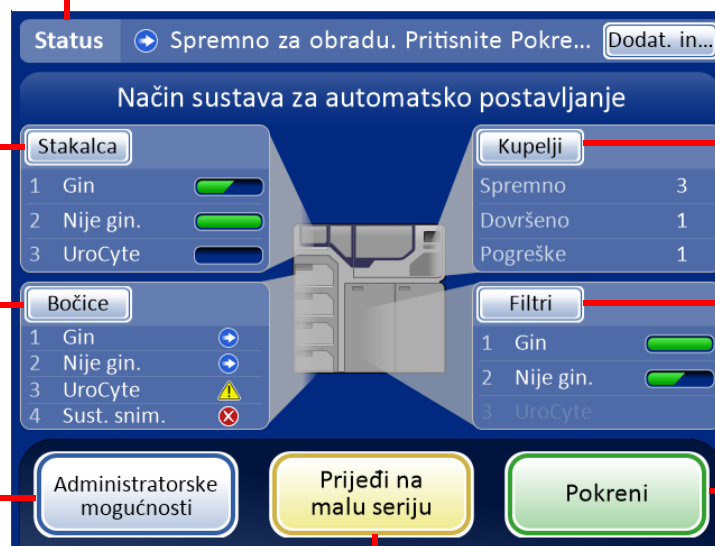 Status Spremno za obradu. Pritisnite Pokre... Dodat. in...
Način sustava za automatsko postavljanje
Stakalca
1 Gin
2 Nije gin.
3 UroCyte
Kupelji
Spremno 3
Dovršeno 1
Pogreške 1
Bočice
1 Gin
2 Nije gin.
3 UroCyte
4 Sust. snim.
Filtri
1 Gin
2 Nije gin.
3 UroCyte
Administratorske
mogućnosti
Prijeđi na
malu seriju
Pokreni